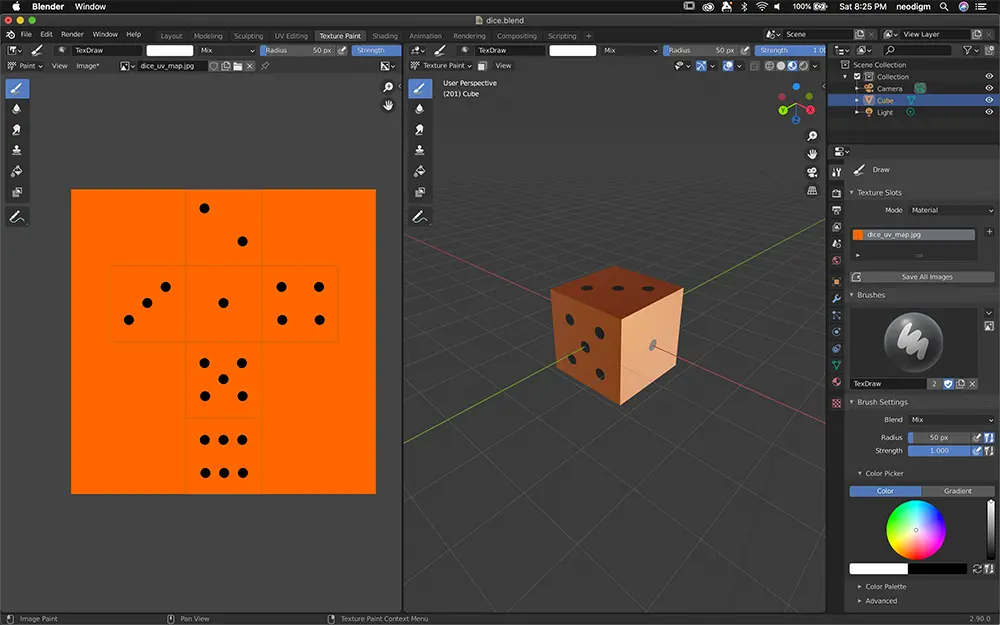 Blender Window 100% Sat 8:25 PM neodigm
dice.blend
File Edit Render Window Help Layout Modeling Sculpting UV Editing Texture Paint Shading Animation Rendering Compositing Scripting + Scene View Layer
TexDraw Mix Radius 50 px Strength TexDraw Mix Radius 50 px Strength 1.0
Paint View Image* dice_uv_map.jpg Texture Paint View
User Perspective
(201) Cube
Scene Collection
Collection
Camera
Cube
Light
Y X Z
Draw
Texture Slots
Mode Material
dice_uv_map.jpg
Save All Images
Brushes
TexDraw 2
Brush Settings
Blend Mix
Radius 50 px
Strength 1.000
Color Picker
Color Gradient
Color Palette
Advanced
Image Paint Pan View Texture Paint Context Menu 2.90.0